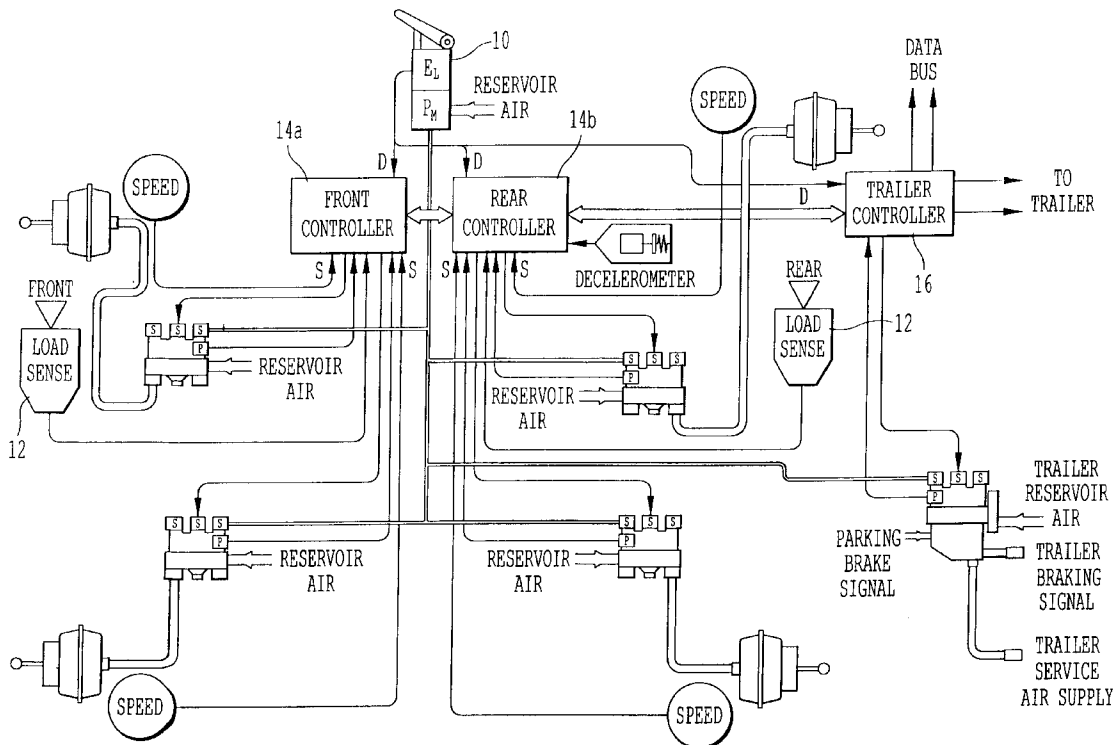 10
E_L
P_M
RESERVOIR
AIR
DATA
BUS
SPEED
14a
14b
D
D
D
D
FRONT
CONTROLLER
REAR
CONTROLLER
TRAILER
CONTROLLER
TO
TRAILER
16
SPEED
S
S
S
S
DECELEROMETER
FRONT
LOAD
SENSE
12
S
S
S
P
RESERVOIR
AIR
REAR
LOAD
SENSE
12
S
S
S
P
RESERVOIR
AIR
S
S
S
P
RESERVOIR
AIR
S
S
S
P
RESERVOIR
AIR
S
S
S
P
TRAILER
RESERVOIR
AIR
PARKING
BRAKE
SIGNAL
TRAILER
BRAKING
SIGNAL
TRAILER
SERVICE
AIR SUPPLY
SPEED
SPEED